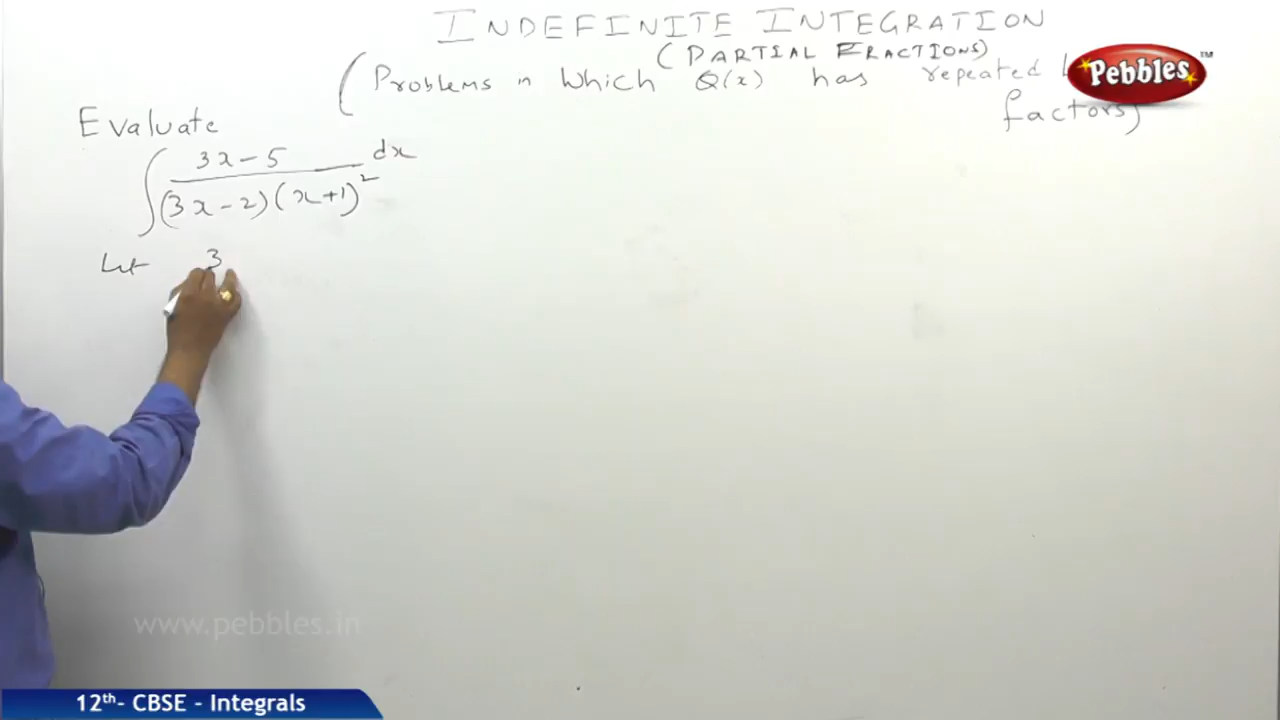 INDEFINITE INTEGRATION
(PARTIAL FRACTIONS)
(Problems in Which Q(x) has repeated
factors)
Pebbles™
Evaluate
∫ 3x-5 / (3x-2)(x+1)² dx
Let 3
www.pebbles.in
12th- CBSE - Integrals